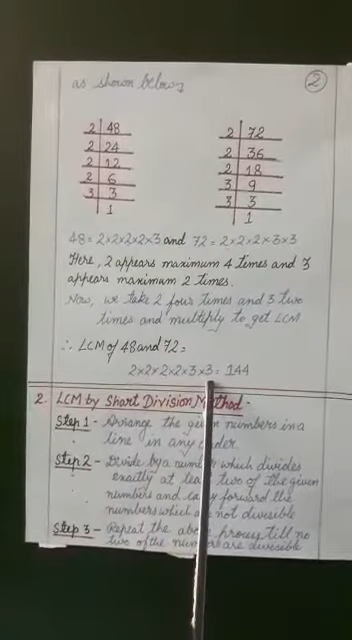 as shown below:
2
2 | 48
2 | 24
2 | 12
2 | 6
3 | 3
1
2 | 72
2 | 36
2 | 18
3 | 9
3 | 3
1
48 = 2×2×2×2×3 and 72 = 2×2×2×3×3
Here, 2 appears maximum 4 times and 3
appears maximum 2 times.
Now, we take 2 four times and 3 two
times and multiply to get LCM
∴ LCM of 48 and 72 =
2×2×2×2×3×3 = 144
2. LCM by Short Division Method-
Step 1 - Arrange the given numbers in a
line in any order.
Step 2 - Divide by a number which divides
exactly at least two of the given
numbers and carry forward the
numbers which are not divisible
Step 3 - Repeat the above process till no
two of the numbers are divisible